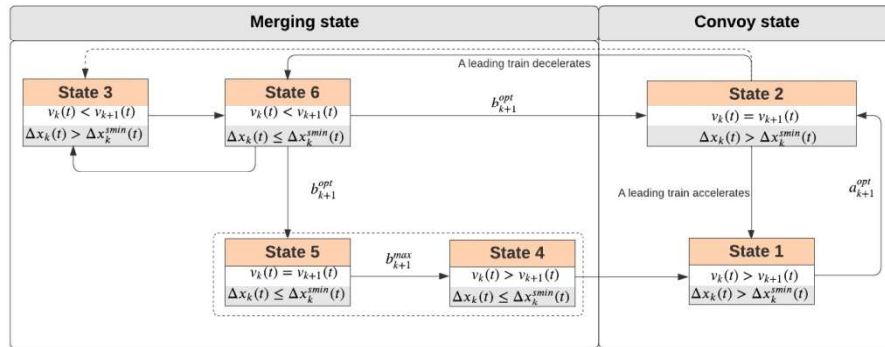 Merging state
Convoy state
A leading train decelerates
State 3
v_k(t) < v_{k+1}(t)
Δx_k(t) > Δx_k^{smin}(t)
State 6
v_k(t) < v_{k+1}(t)
Δx_k(t) ≤ Δx_k^{smin}(t)
b_{k+1}^{opt}
State 2
v_k(t) = v_{k+1}(t)
Δx_k(t) > Δx_k^{smin}(t)
b_{k+1}^{opt}
A leading train accelerates
a_{k+1}^{opt}
State 5
v_k(t) = v_{k+1}(t)
Δx_k(t) ≤ Δx_k^{smin}(t)
b_{k+1}^{max}
State 4
v_k(t) > v_{k+1}(t)
Δx_k(t) ≤ Δx_k^{smin}(t)
State 1
v_k(t) > v_{k+1}(t)
Δx_k(t) > Δx_k^{smin}(t)